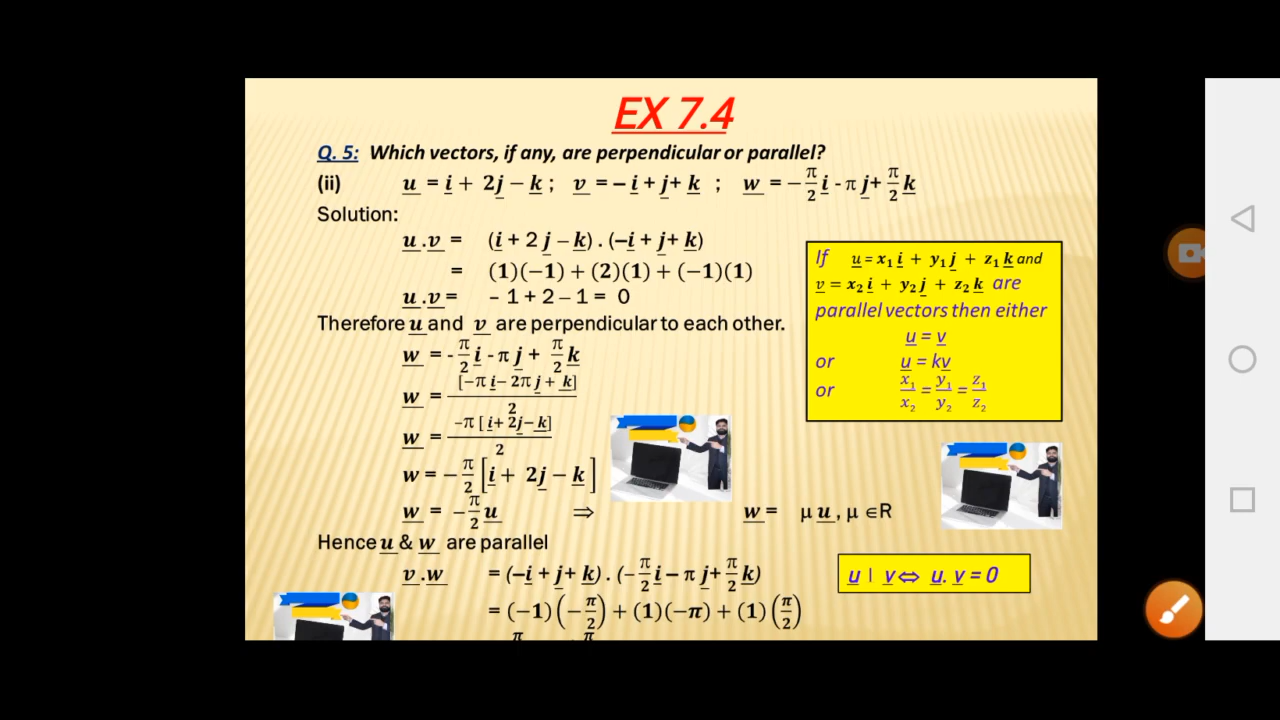 EX 7.4
Q. 5: Which vectors, if any, are perpendicular or parallel?
(ii) u = i + 2j – k ; v = – i + j + k ; w = – π/2 i - π j + π/2 k
Solution:
u . v = (i + 2 j – k) . (–i + j + k)
= (1)(−1) + (2)(1) + (−1)(1)
u . v = – 1 + 2 – 1 = 0
Therefore u and v are perpendicular to each other.
w = - π/2 i - π j + π/2 k
w = [−π i − 2π j + k] / 2
w = −π [ i + 2j − k] / 2
w = − π/2 [i + 2j − k]
w = − π/2 u ⇒ w = μ u , μ ∈R
Hence u & w are parallel
v . w = (–i + j + k) . (– π/2 i – π j + π/2 k)
= (−1)(− π/2) + (1)(−π) + (1)(π/2)
π π
If u = x₁ i + y₁ j + z₁ k and
v = x₂ i + y₂ j + z₂ k are
parallel vectors then either
u = v
or u = kv
or x₁/x₂ = y₁/y₂ = z₁/z₂
u | v ⇔ u. v = 0